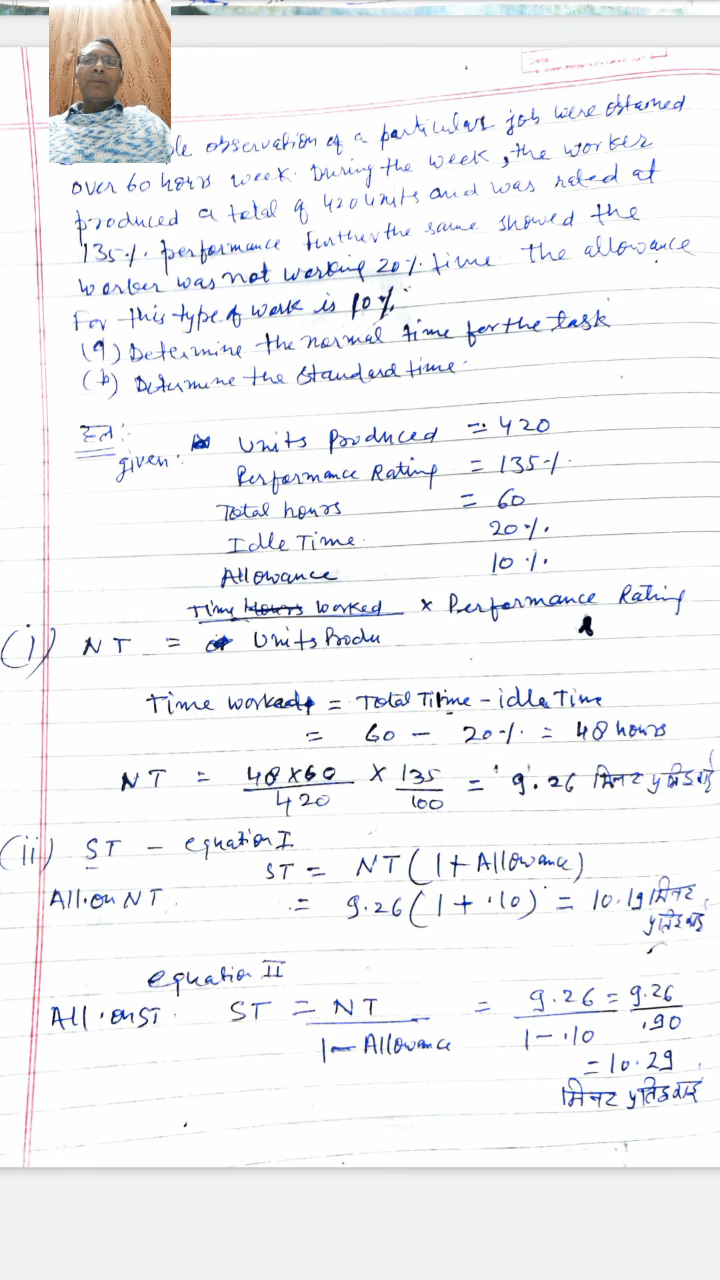 le observation of a particular job were obtained
over 60 hours week. During the week, the worker
produced a total of 420 units and was rated at
135%. performance Further the same showed the
worker was not working 20% time the allowance
For this type of work is 10%.
(a) Determine the normal time for the task
(b) Determine the Standard time.
हल:-
given: Units Produced = 420
Performance Rating = 135%
Total hours = 60
Idle Time. 20%.
Allowance 10%.
Time Hours worked × Performance Rating
(i) NT = Units Produ
Time worked = Total Time - idle Time
= 60 - 20% = 48 hours
NT = 48×60/420 × 135/100 = 9.26 मिनट प्रति इकाई
(ii) ST - equation I
ST = NT (1 + Allowance)
All.on NT. = 9.26 (1 + .10) = 10.19 मिनट
प्रति इकाई
equation II
All.on ST. ST = NT/1 - Allowance = 9.26/1 - .10 = 9.26/.90
= 10.29
मिनट प्रति इकाई